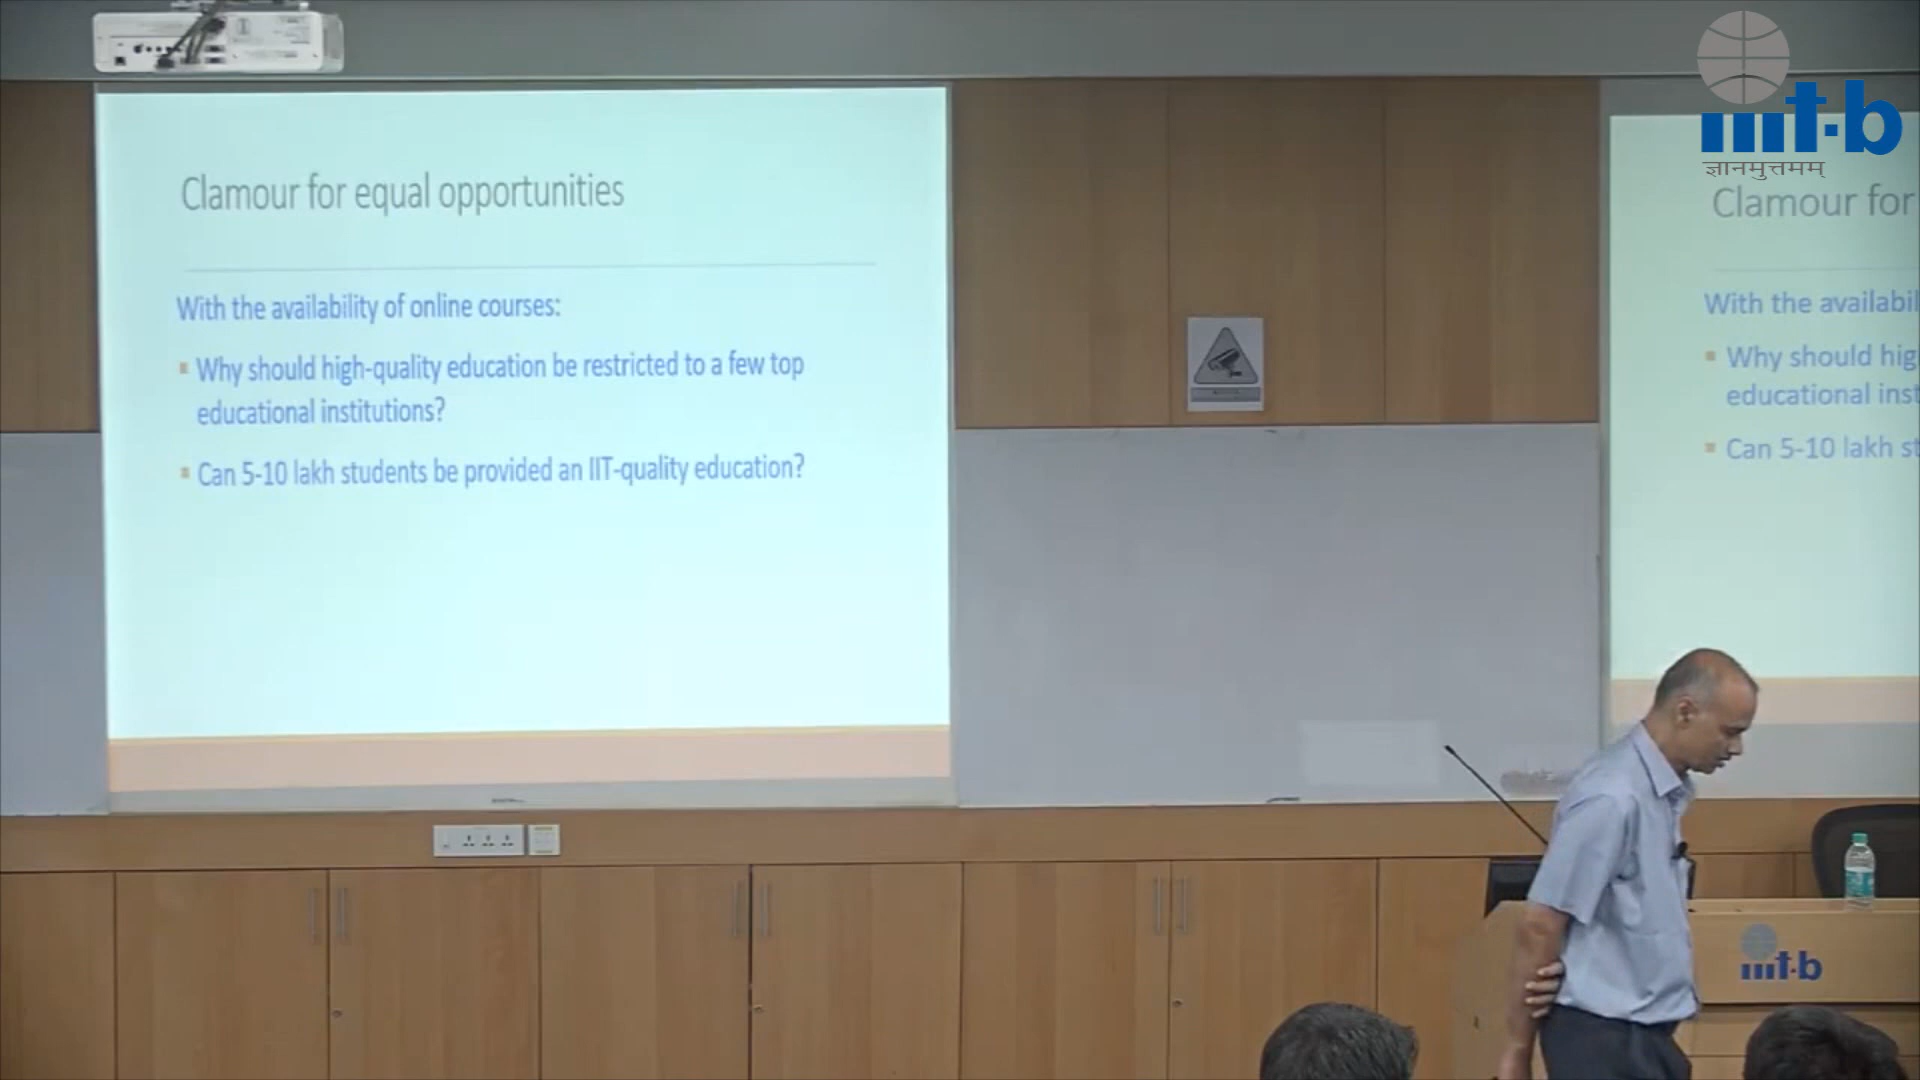 Clamour for equal opportunities
With the availability of online courses:
Why should high-quality education be restricted to a few top
educational institutions?
Can 5-10 lakh students be provided an IIT-quality education?
iiit-b
ज्ञानमुत्तमम्
Clamour for
With the availabil
Why should hig
educational inst
Can 5-10 lakh st
iiit-b